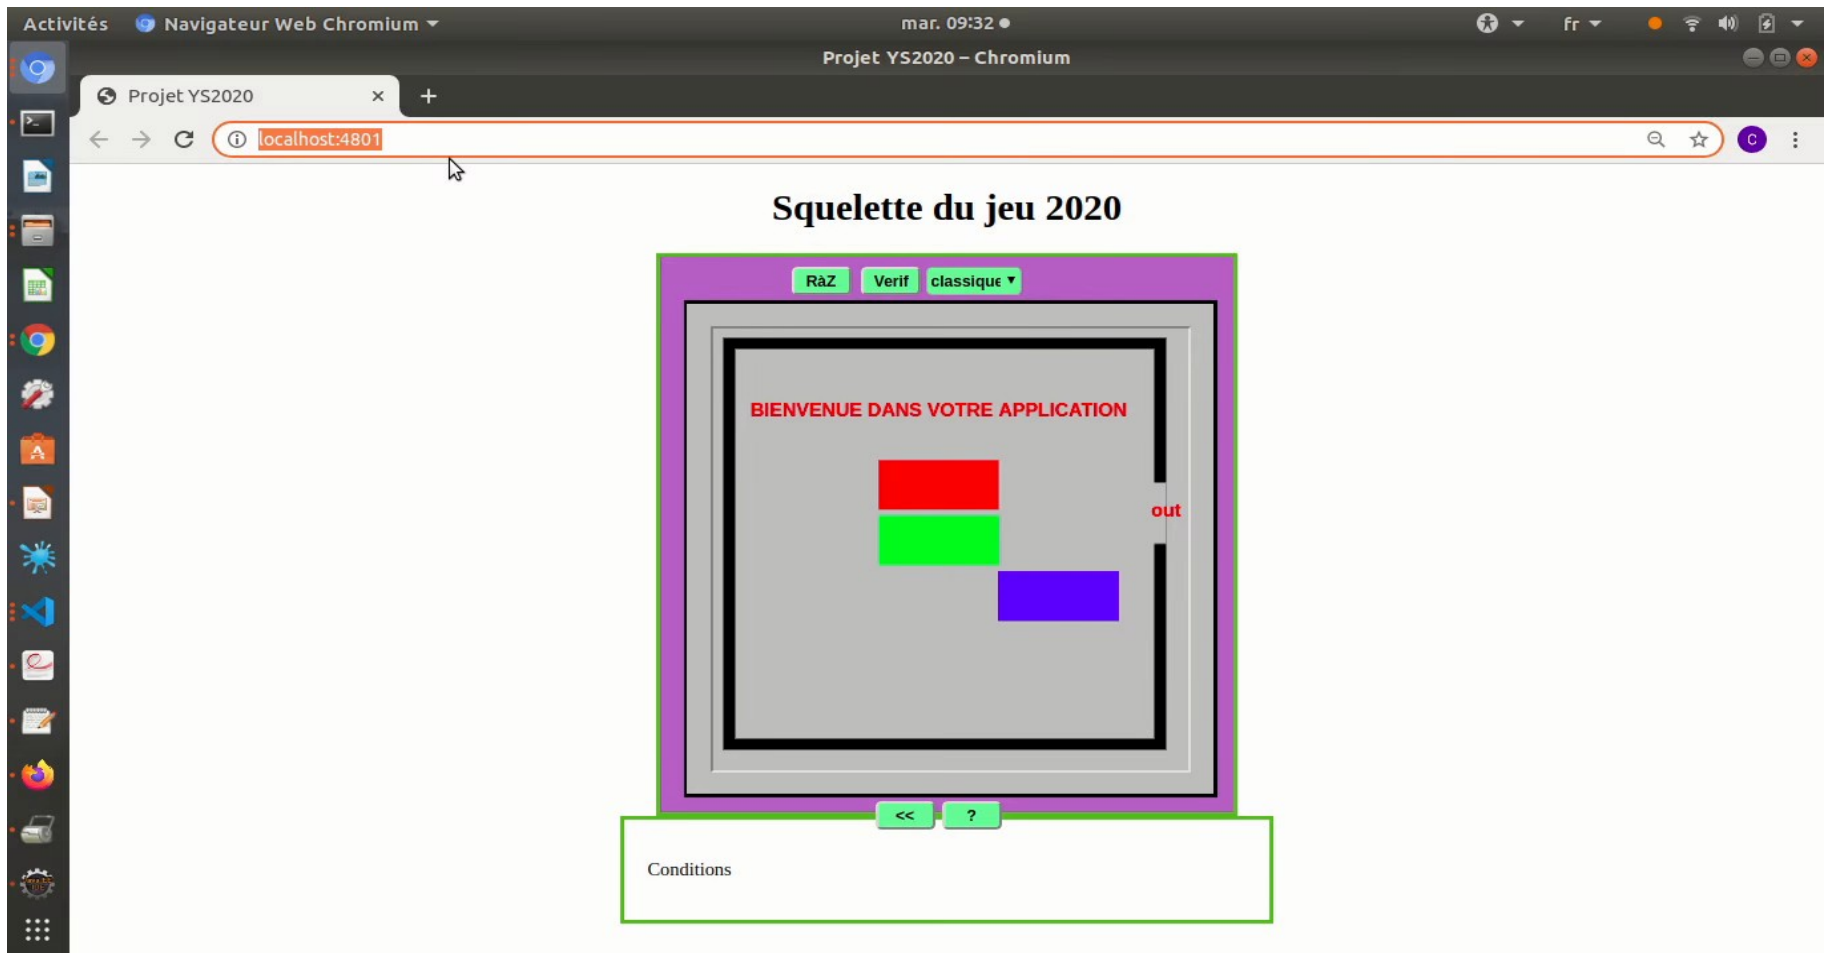 Activités Navigateur Web Chromium mar. 09:32 fr
Projet YS2020 – Chromium
Projet YS2020
localhost:4801
C
Squelette du jeu 2020
RàZ Verif classique
BIENVENUE DANS VOTRE APPLICATION
out
<< ?
Conditions